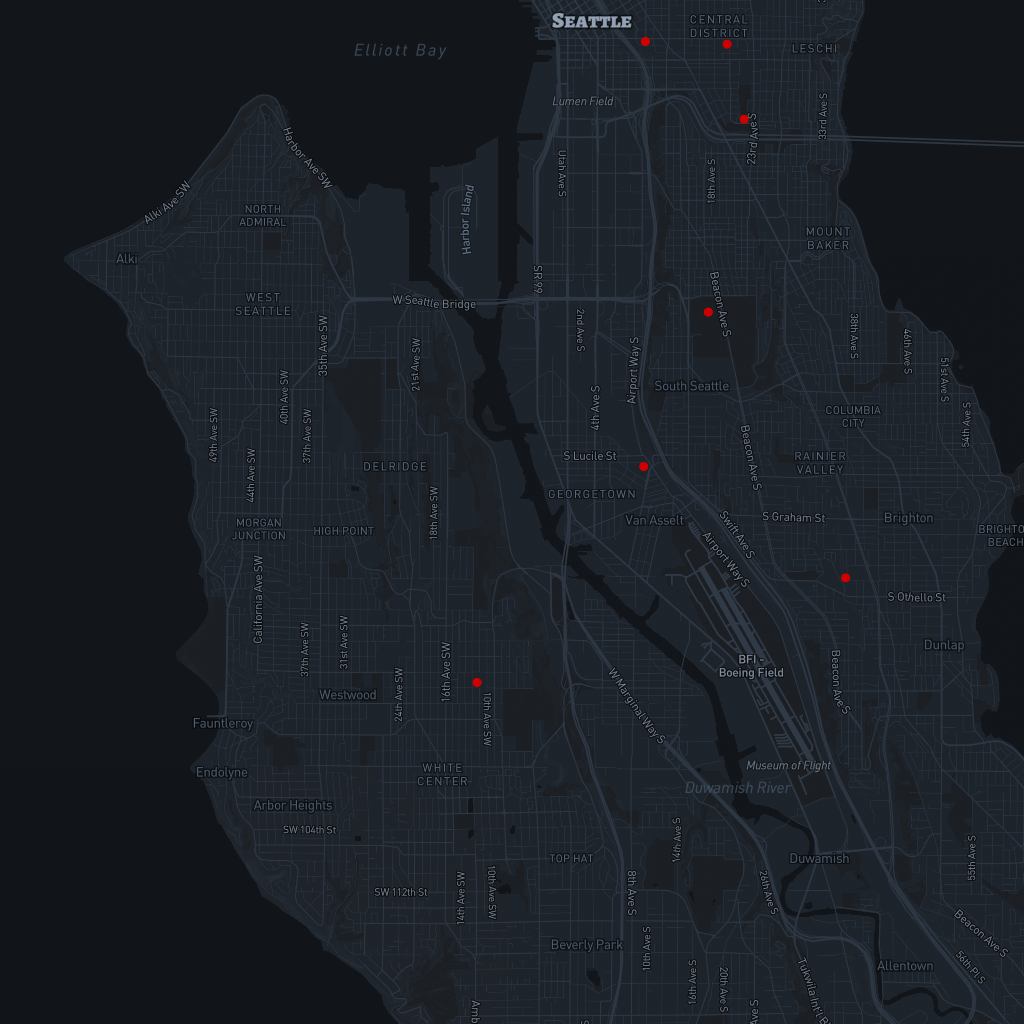 SEATTLE
CENTRAL
DISTRICT
Elliott Bay
LESCHI
Lumen Field
33rd Ave S
23rd Ave S
Harbor Ave SW
Utah Ave S
18th Ave S
Alki Ave SW
Harbor Island
NORTH
ADMIRAL
MOUNT
BAKER
Alki
SR 99
WEST
SEATTLE
W Seattle Bridge
Beacon Ave S
2nd Ave S
38th Ave S
35th Ave SW
46th Ave S
21st Ave SW
Airport Way S
51st Ave S
South Seattle
40th Ave SW
4th Ave S
COLUMBIA
CITY
54th Ave S
49th Ave SW
37th Ave SW
S Lucile St
Beacon Ave S
RAINIER
VALLEY
DELRIDGE
44th Ave SW
GEORGETOWN
18th Ave SW
Van Asselt
S Graham St
Brighton
MORGAN
JUNCTION
HIGH POINT
Swift Ave S
BRIGHTO
BEACH
Airport Way S
California Ave SW
S Othello St
37th Ave SW
31st Ave SW
Dunlap
BFI -
Boeing Field
16th Ave SW
Beacon Ave S
24th Ave SW
Westwood
10th Ave SW
W Marginal Way S
Fauntleroy
Endolyne
WHITE
CENTER
Museum of Flight
Duwamish River
Arbor Heights
SW 104th St
14th Ave S
TOP HAT
Duwamish
55th Ave S
SW 112th St
14th Ave SW
10th Ave SW
8th Ave S
26th Ave S
Beverly Park
10th Ave S
Beacon Ave S
Allentown
56th Pl S
16th Ave S
20th Ave S
Tukwila Int'l B
Amb
Ave S
S